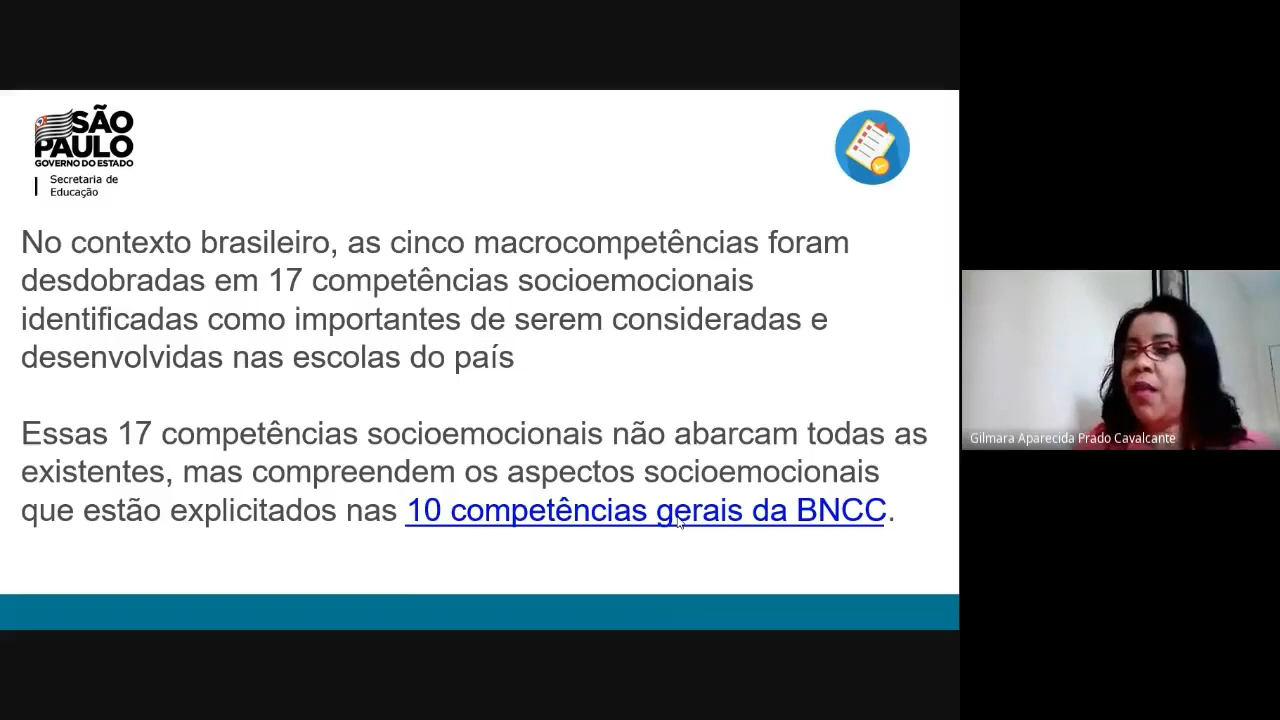 SÃO
PAULO
GOVERNO DO ESTADO
Secretaria de
Educação
No contexto brasileiro, as cinco macrocompetências foram
desdobradas em 17 competências socioemocionais
identificadas como importantes de serem consideradas e
desenvolvidas nas escolas do país
Essas 17 competências socioemocionais não abarcam todas as
existentes, mas compreendem os aspectos socioemocionais
que estão explicitados nas 10 competências gerais da BNCC.
Gilmara Aparecida Prado Cavalcante